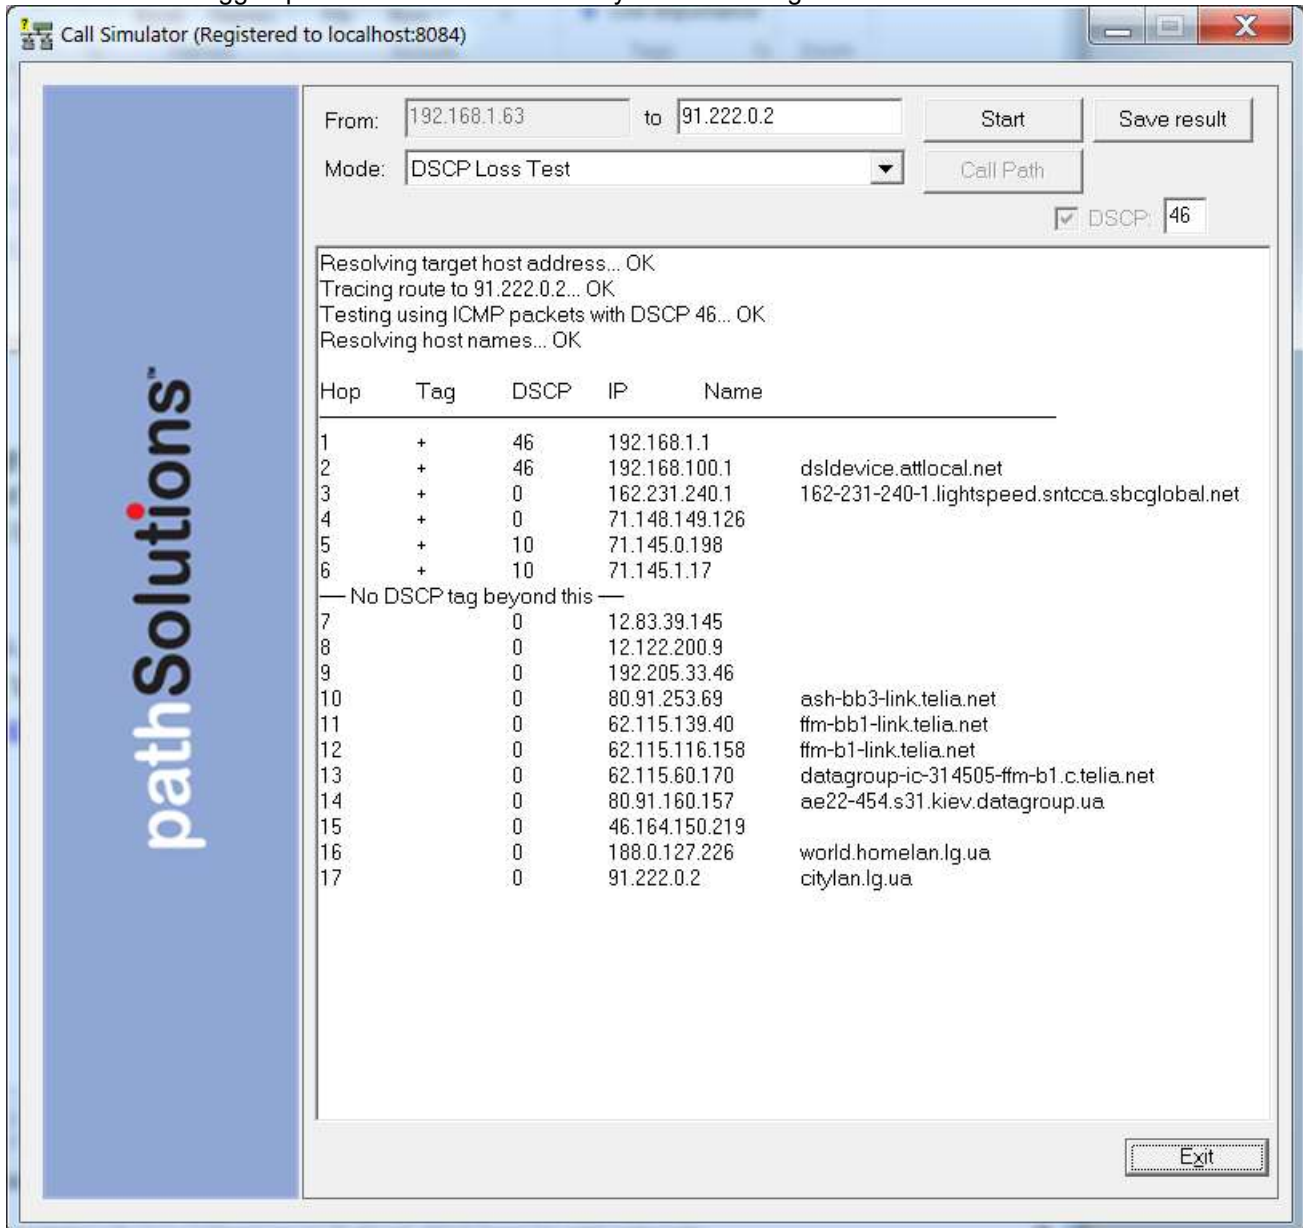 Call Simulator (Registered to localhost:8084)
From: 192.168.1.63 to 91.222.0.2 Start Save result
Mode: DSCP Loss Test Call Path
DSCP: 46
Resolving target host address... OK
Tracing route to 91.222.0.2... OK
Testing using ICMP packets with DSCP 46... OK
Resolving host names... OK
Hop Tag DSCP IP Name
1 + 46 192.168.1.1
2 + 46 192.168.100.1 dsldevice.attlocal.net
3 + 0 162.231.240.1 162-231-240-1.lightspeed.sntcca.sbcglobal.net
4 + 0 71.148.149.126
5 + 10 71.145.0.198
6 + 10 71.145.1.17
— No DSCP tag beyond this —
7 0 12.83.39.145
8 0 12.122.200.9
9 0 192.205.33.46
10 0 80.91.253.69 ash-bb3-link.telia.net
11 0 62.115.139.40 ffm-bb1-link.telia.net
12 0 62.115.116.158 ffm-b1-link.telia.net
13 0 62.115.60.170 datagroup-ic-314505-ffm-b1.c.telia.net
14 0 80.91.160.157 ae22-454.s31.kiev.datagroup.ua
15 0 46.164.150.219
16 0 188.0.127.226 world.homelan.lg.ua
17 0 91.222.0.2 citylan.lg.ua
pathSolutions™
Exit